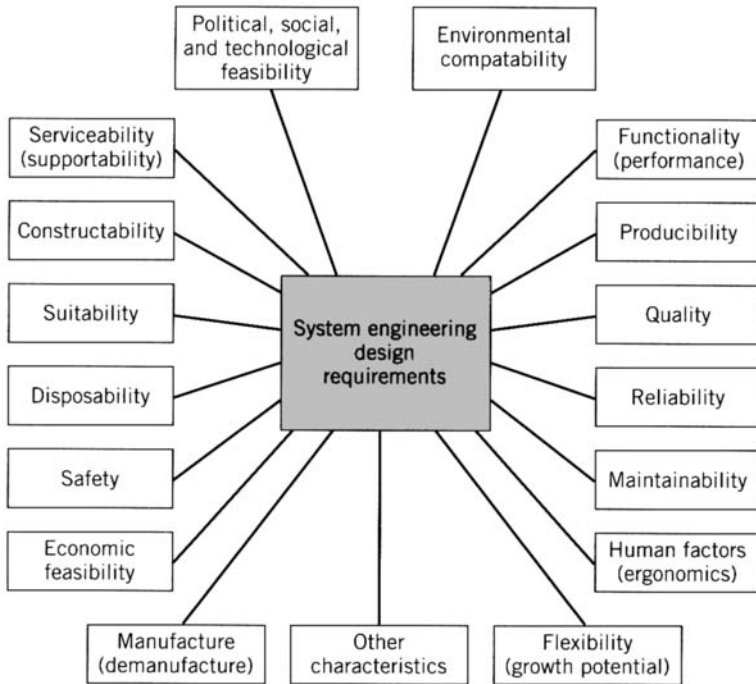 Political, social,
and technological
feasibility
Environmental
compatability
Serviceability
(supportability)
Functionality
(performance)
Constructability
Producibility
Suitability
System engineering
design
requirements
Quality
Disposability
Reliability
Safety
Maintainability
Economic
feasibility
Human factors
(ergonomics)
Manufacture
(demanufacture)
Other
characteristics
Flexibility
(growth potential)